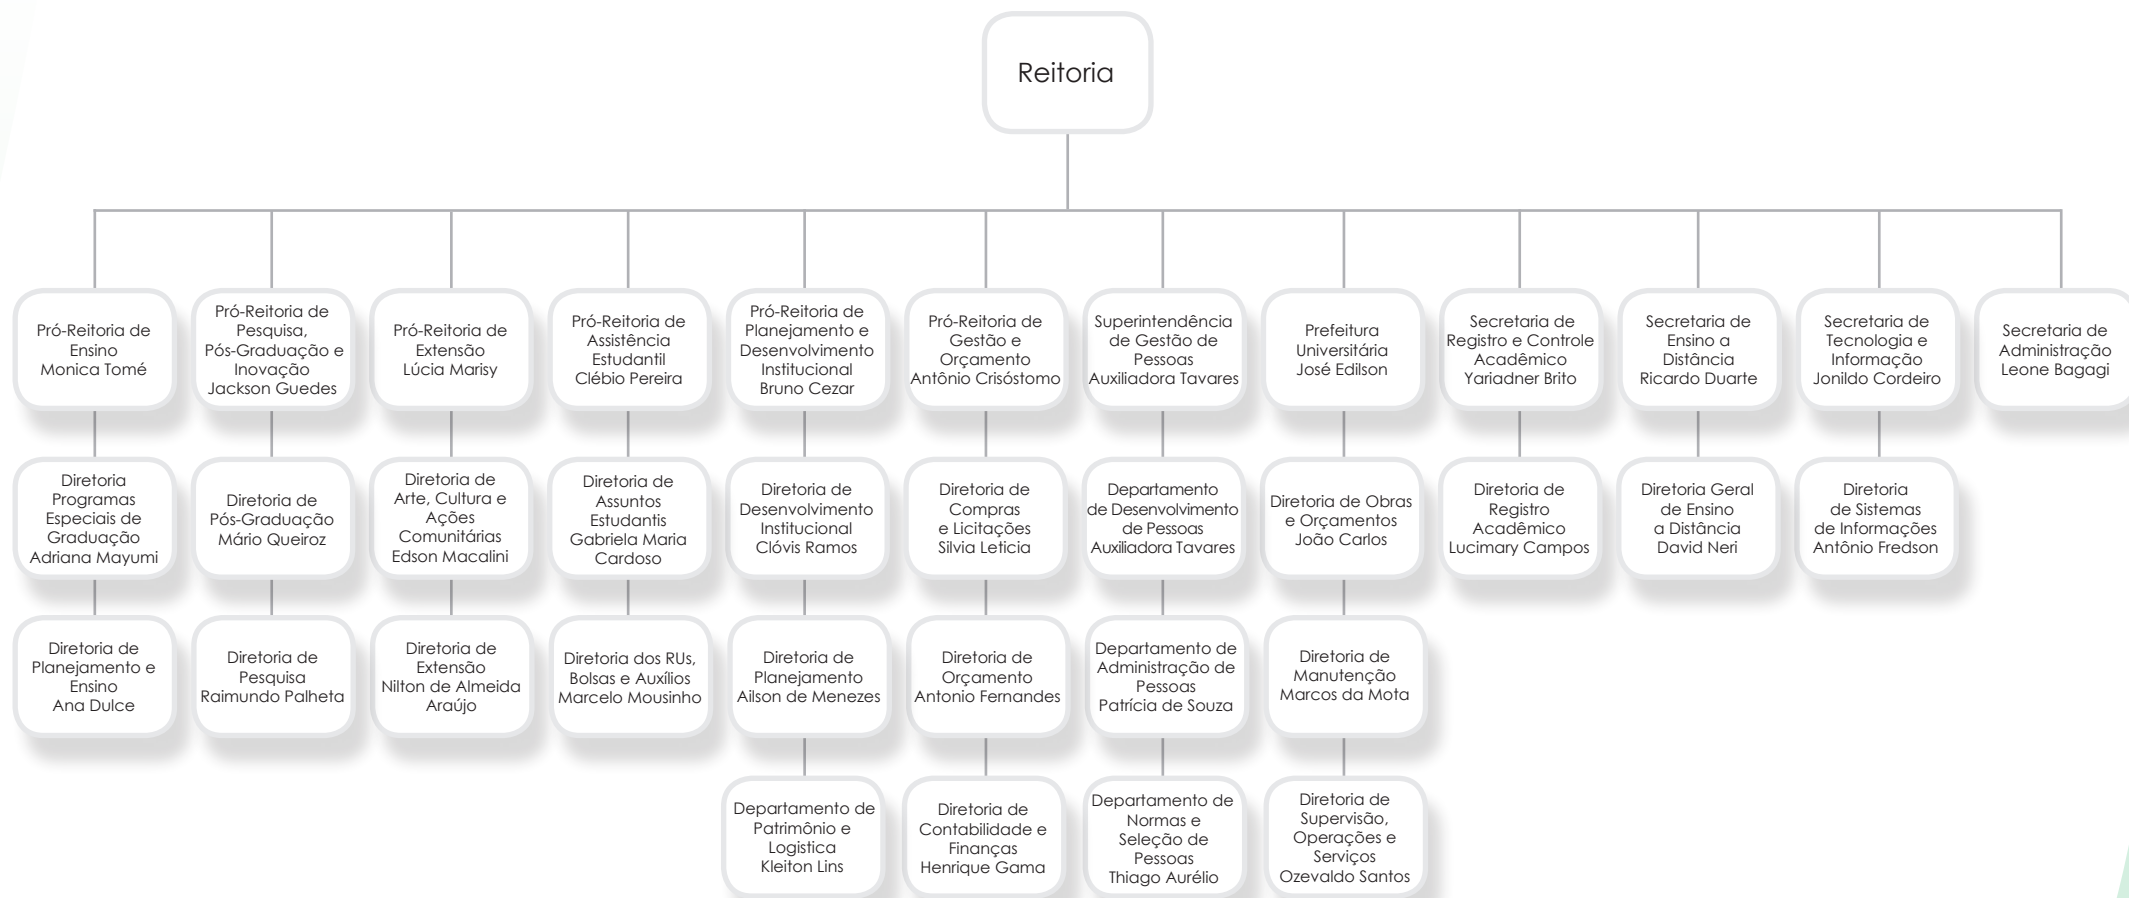 Reitoria
Pró-Reitoria de
Ensino
Monica Tomé
Pró-Reitoria de
Pesquisa,
Pós-Graduação e
Inovação
Jackson Guedes
Pró-Reitoria de
Extensão
Lúcia Marisy
Pró-Reitoria de
Assistência
Estudantil
Clébio Pereira
Pró-Reitoria de
Planejamento e
Desenvolvimento
Institucional
Bruno Cezar
Pró-Reitoria de
Gestão e
Orçamento
Antônio Crisóstomo
Superintendência
de Gestão de
Pessoas
Auxiliadora Tavares
Prefeitura
Universitária
José Edilson
Secretaria de
Registro e Controle
Acadêmico
Yariadner Brito
Secretaria de
Ensino a
Distância
Ricardo Duarte
Secretaria de
Tecnologia e
Informação
Jonildo Cordeiro
Secretaria de
Administração
Leone Bagagi
Diretoria
Programas
Especiais de
Graduação
Adriana Mayumi
Diretoria de
Pós-Graduação
Mário Queiroz
Diretoria de
Arte, Cultura e
Ações
Comunitárias
Edson Macalini
Diretoria de
Assuntos
Estudantis
Gabriela Maria
Cardoso
Diretoria de
Desenvolvimento
Institucional
Clóvis Ramos
Diretoria de
Compras
e Licitações
Silvia Leticia
Departamento
de Desenvolvimento
de Pessoas
Auxiliadora Tavares
Diretoria de Obras
e Orçamentos
João Carlos
Diretoria de
Registro
Acadêmico
Lucimary Campos
Diretoria Geral
de Ensino
a Distância
David Neri
Diretoria
de Sistemas
de Informações
Antônio Fredson
Diretoria de
Planejamento e
Ensino
Ana Dulce
Diretoria de
Pesquisa
Raimundo Palheta
Diretoria de
Extensão
Nilton de Almeida
Araújo
Diretoria dos RUs,
Bolsas e Auxílios
Marcelo Mousinho
Diretoria de
Planejamento
Ailson de Menezes
Diretoria de
Orçamento
Antonio Fernandes
Departamento de
Administração de
Pessoas
Patrícia de Souza
Diretoria de
Manutenção
Marcos da Mota
Departamento de
Patrimônio e
Logistica
Kleiton Lins
Diretoria de
Contabilidade e
Finanças
Henrique Gama
Departamento de
Normas e
Seleção de
Pessoas
Thiago Aurélio
Diretoria de
Supervisão,
Operações e
Serviços
Ozevaldo Santos